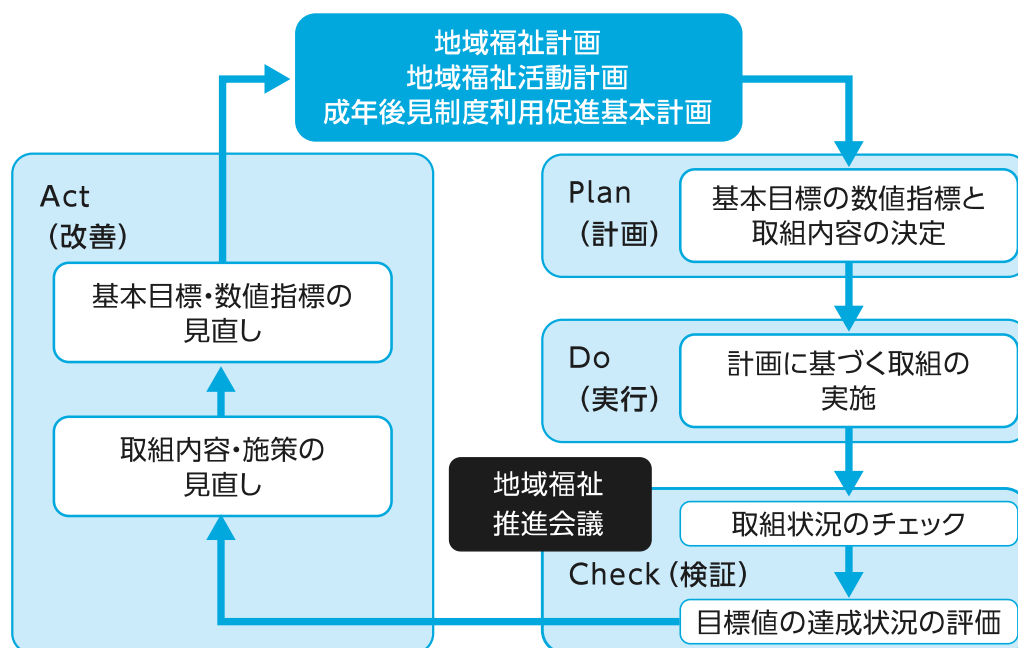 地域福祉計画
地域福祉活動計画
成年後見制度利用促進基本計画
Plan
（計画）
基本目標の数値指標と
取組内容の決定
Do
（実行）
計画に基づく取組の
実施
地域福祉
推進会議
Check（検証）
取組状況のチェック
目標値の達成状況の評価
Act
（改善）
基本目標・数値指標の
見直し
取組内容・施策の
見直し